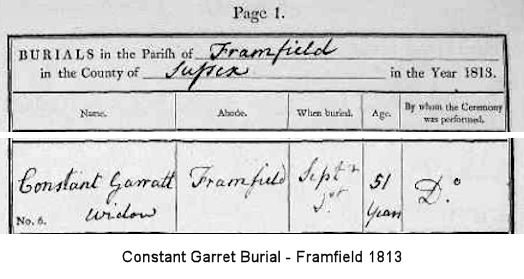 Page 1.
BURIALS in the Parish of Framfield
in the County of Sussex in the Year 1813.
Name. Abode. When buried. Age. By whom the Ceremony was performed.
Constant Garratt Framfield Septr 51 Do
No. 6. Widow 1st Years
Constant Garret Burial - Framfield 1813